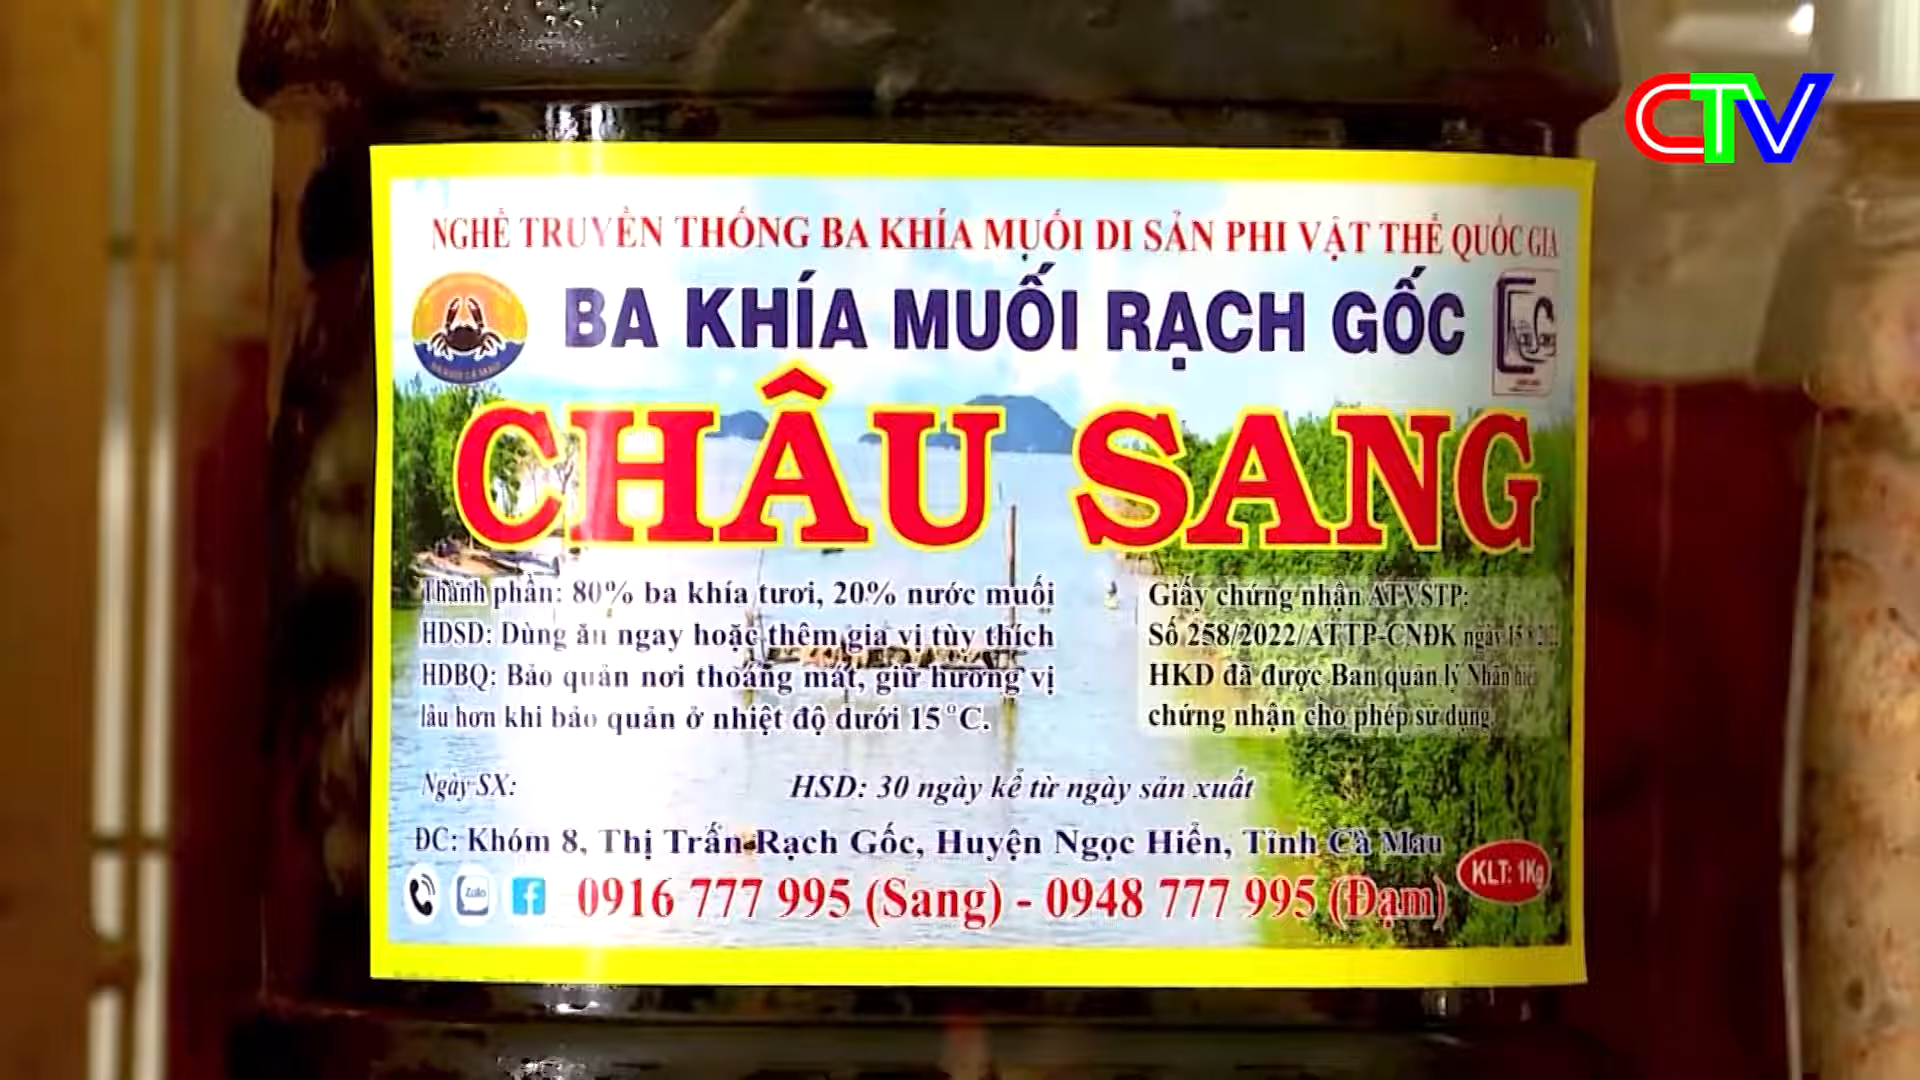 CTV
NGHỀ TRUYỀN THỐNG BA KHÍA MUỐI DI SẢN PHI VẬT THỂ QUỐC GIA
BA KHÍA MUỐI RẠCH GỐC
CHÂU SANG
Thành phần: 80% ba khía tươi, 20% nước muối
HDSD: Dùng ăn ngay hoặc thêm gia vị tùy thích
HDBQ: Bảo quản nơi thoáng mát, giữ hương vị
lâu hơn khi bảo quản ở nhiệt độ dưới 15°C.
Giấy chứng nhận ATVSTP:
Số 258/2022/ATTP-CNĐK ngày
HKD đã được Ban quản lý Nhãn hiệu
chứng nhận cho phép sử dụng
Ngày SX:
HSD: 30 ngày kể từ ngày sản xuất
ĐC: Khóm 8, Thị Trấn Rạch Gốc, Huyện Ngọc Hiển, Tỉnh Cà Mau
KLT: 1Kg
Zalo
0916 777 995 (Sang) - 0948 777 995 (Đạm)